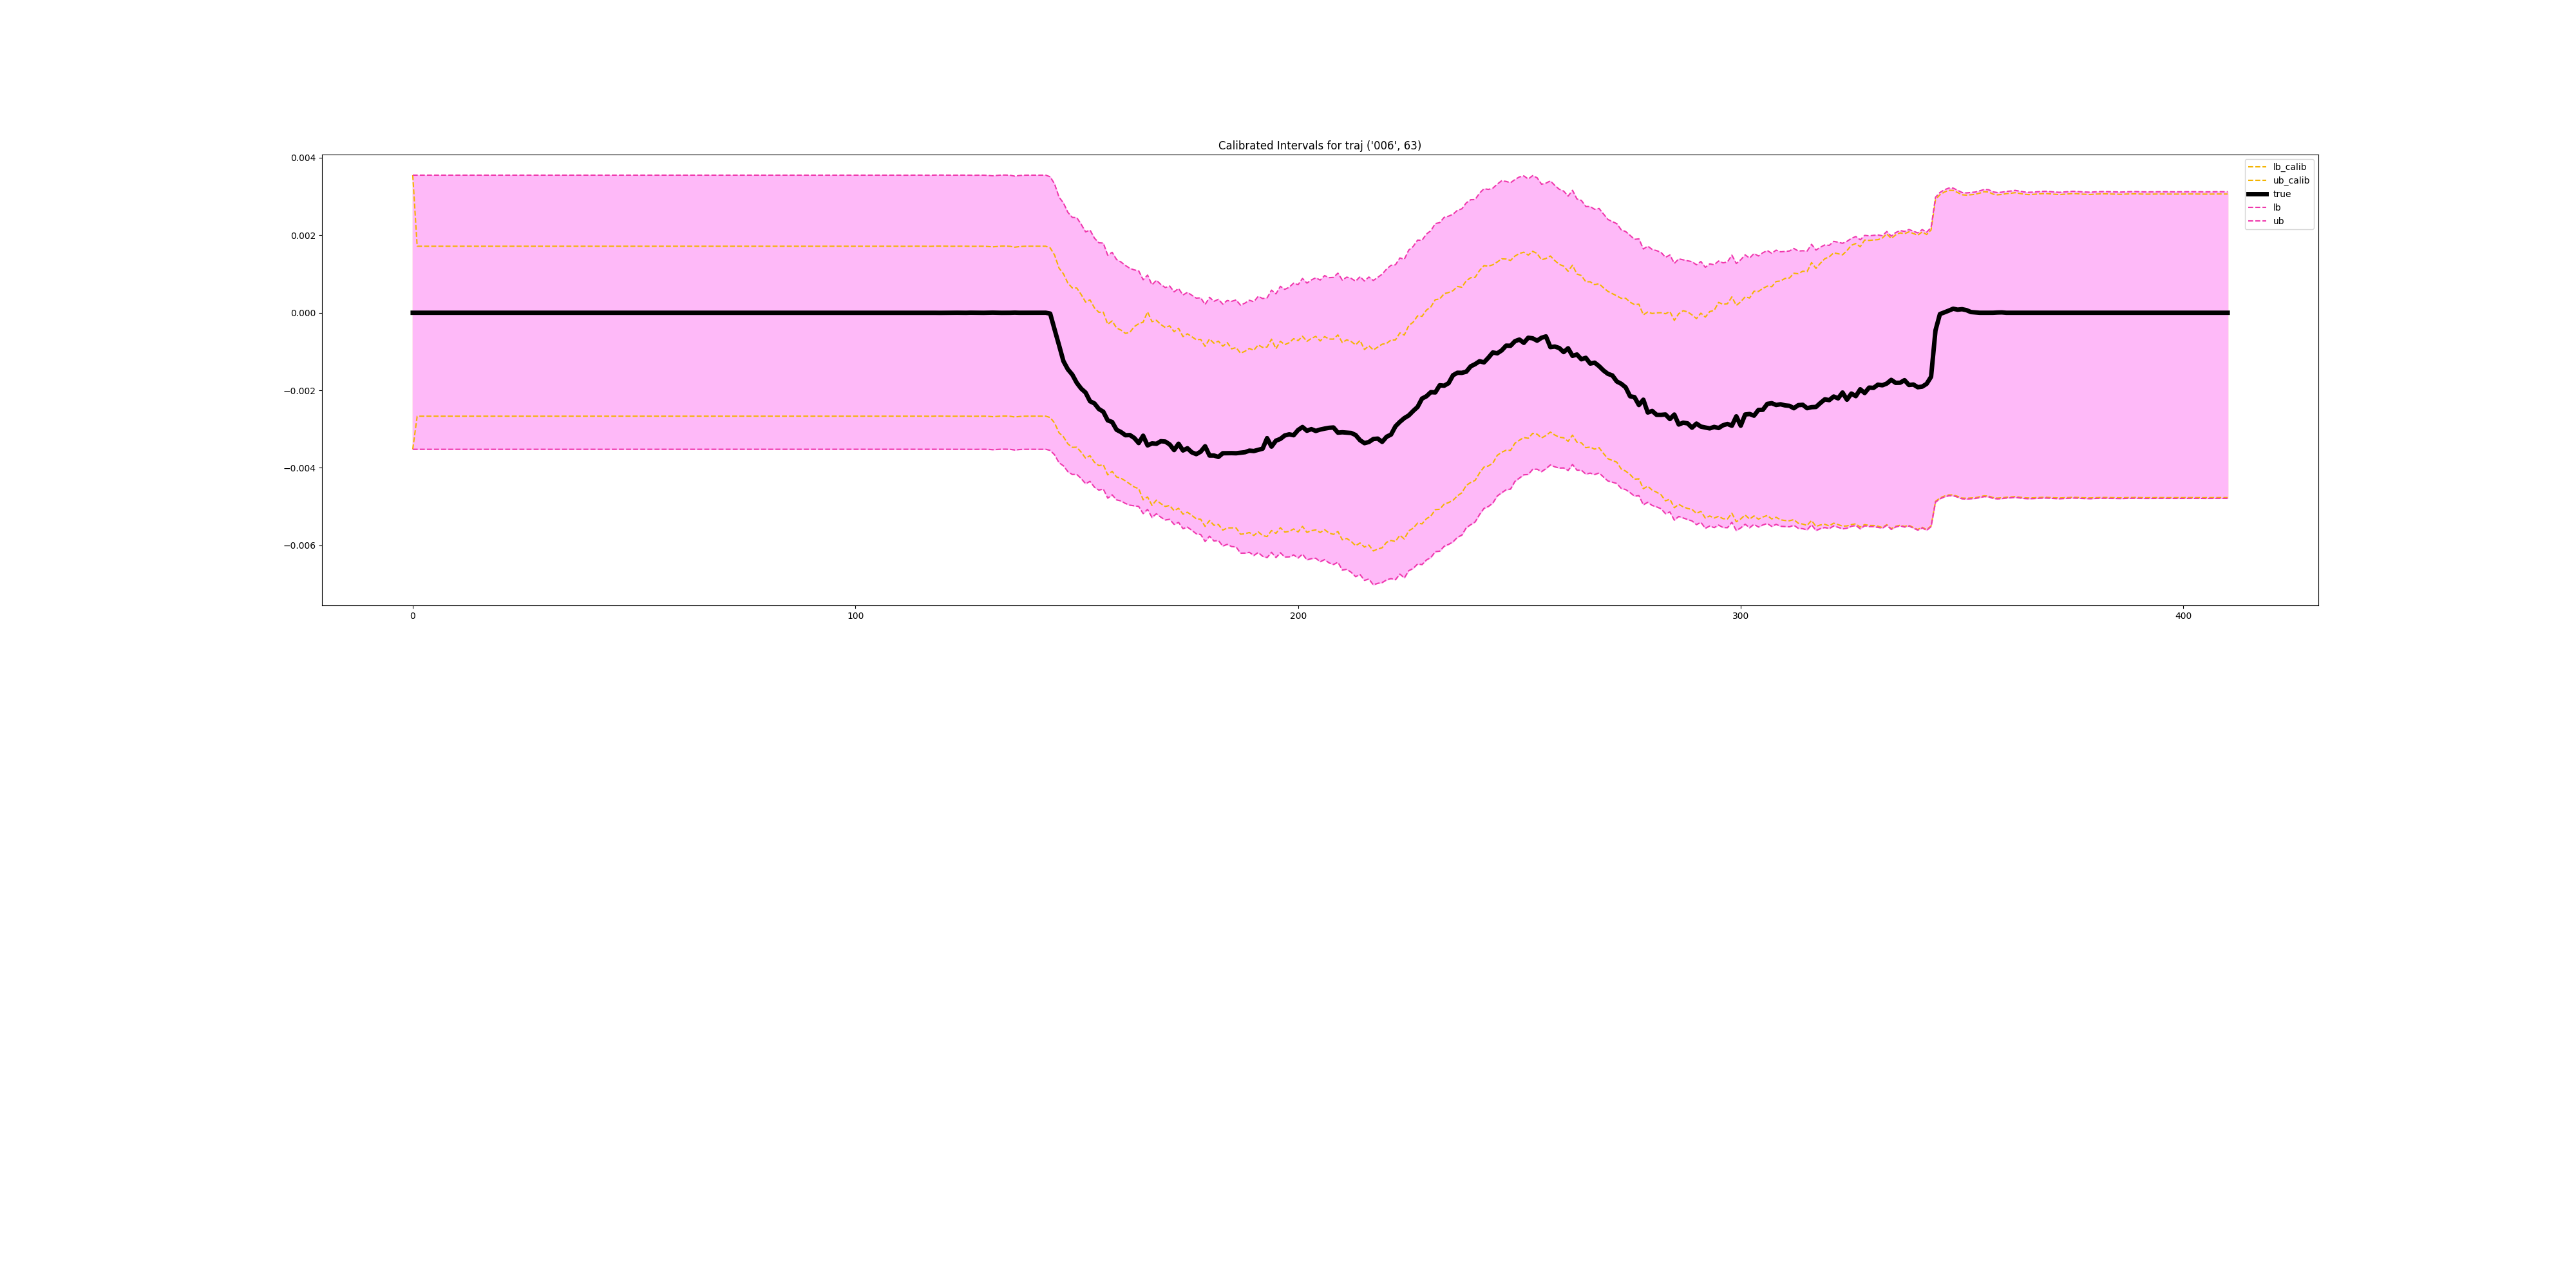 Calibrated Intervals for traj ('006', 63)
0.004
0.002
0.000
−0.002
−0.004
−0.006
0
100
200
300
400
lb_calib
ub_calib
true
lb
ub